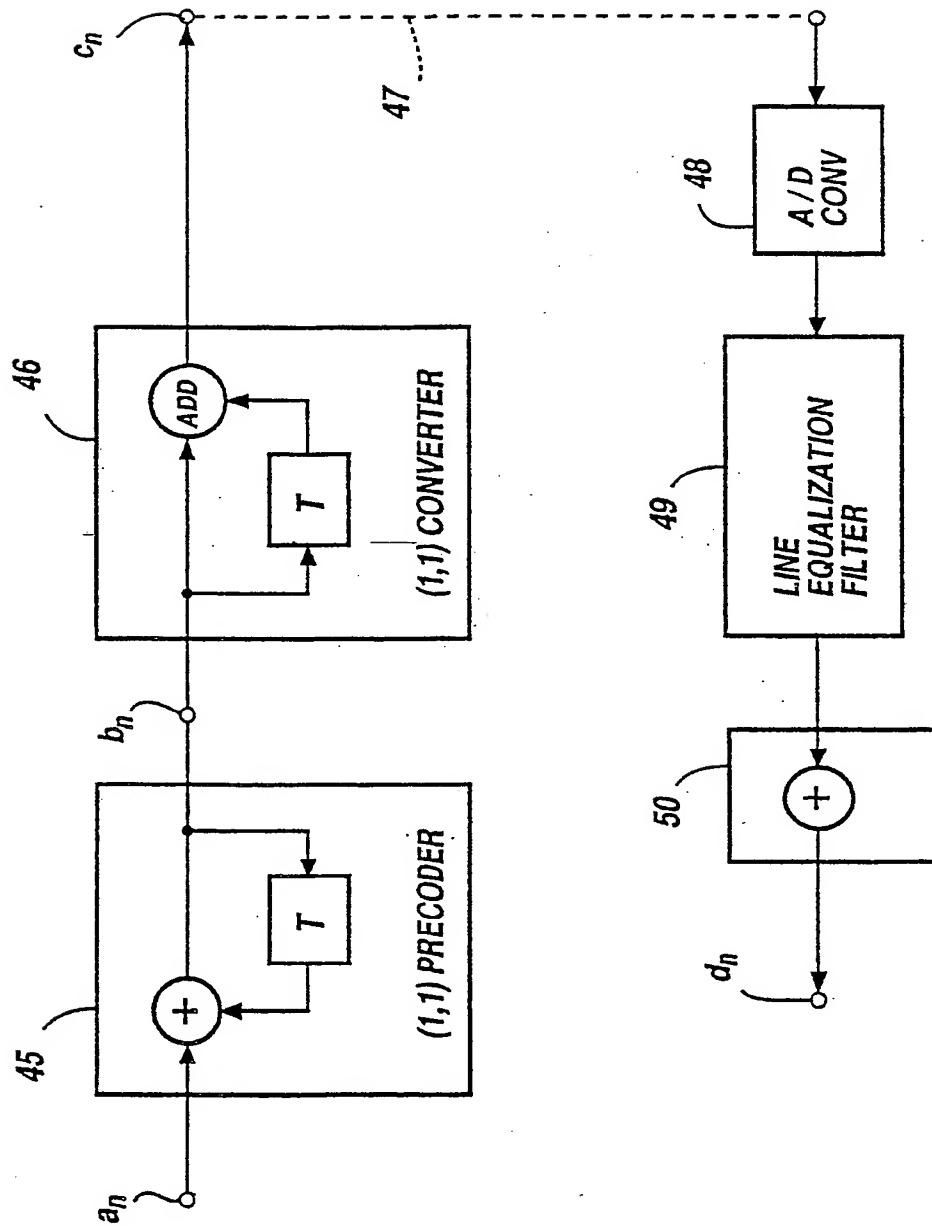 45
46
a_n
+
T
(1,1) PRECODER
b_n
ADD
T
(1,1) CONVERTER
c_n
47
48
A/D
CONV
49
LINE
EQUALIZATION
FILTER
50
+
d_n